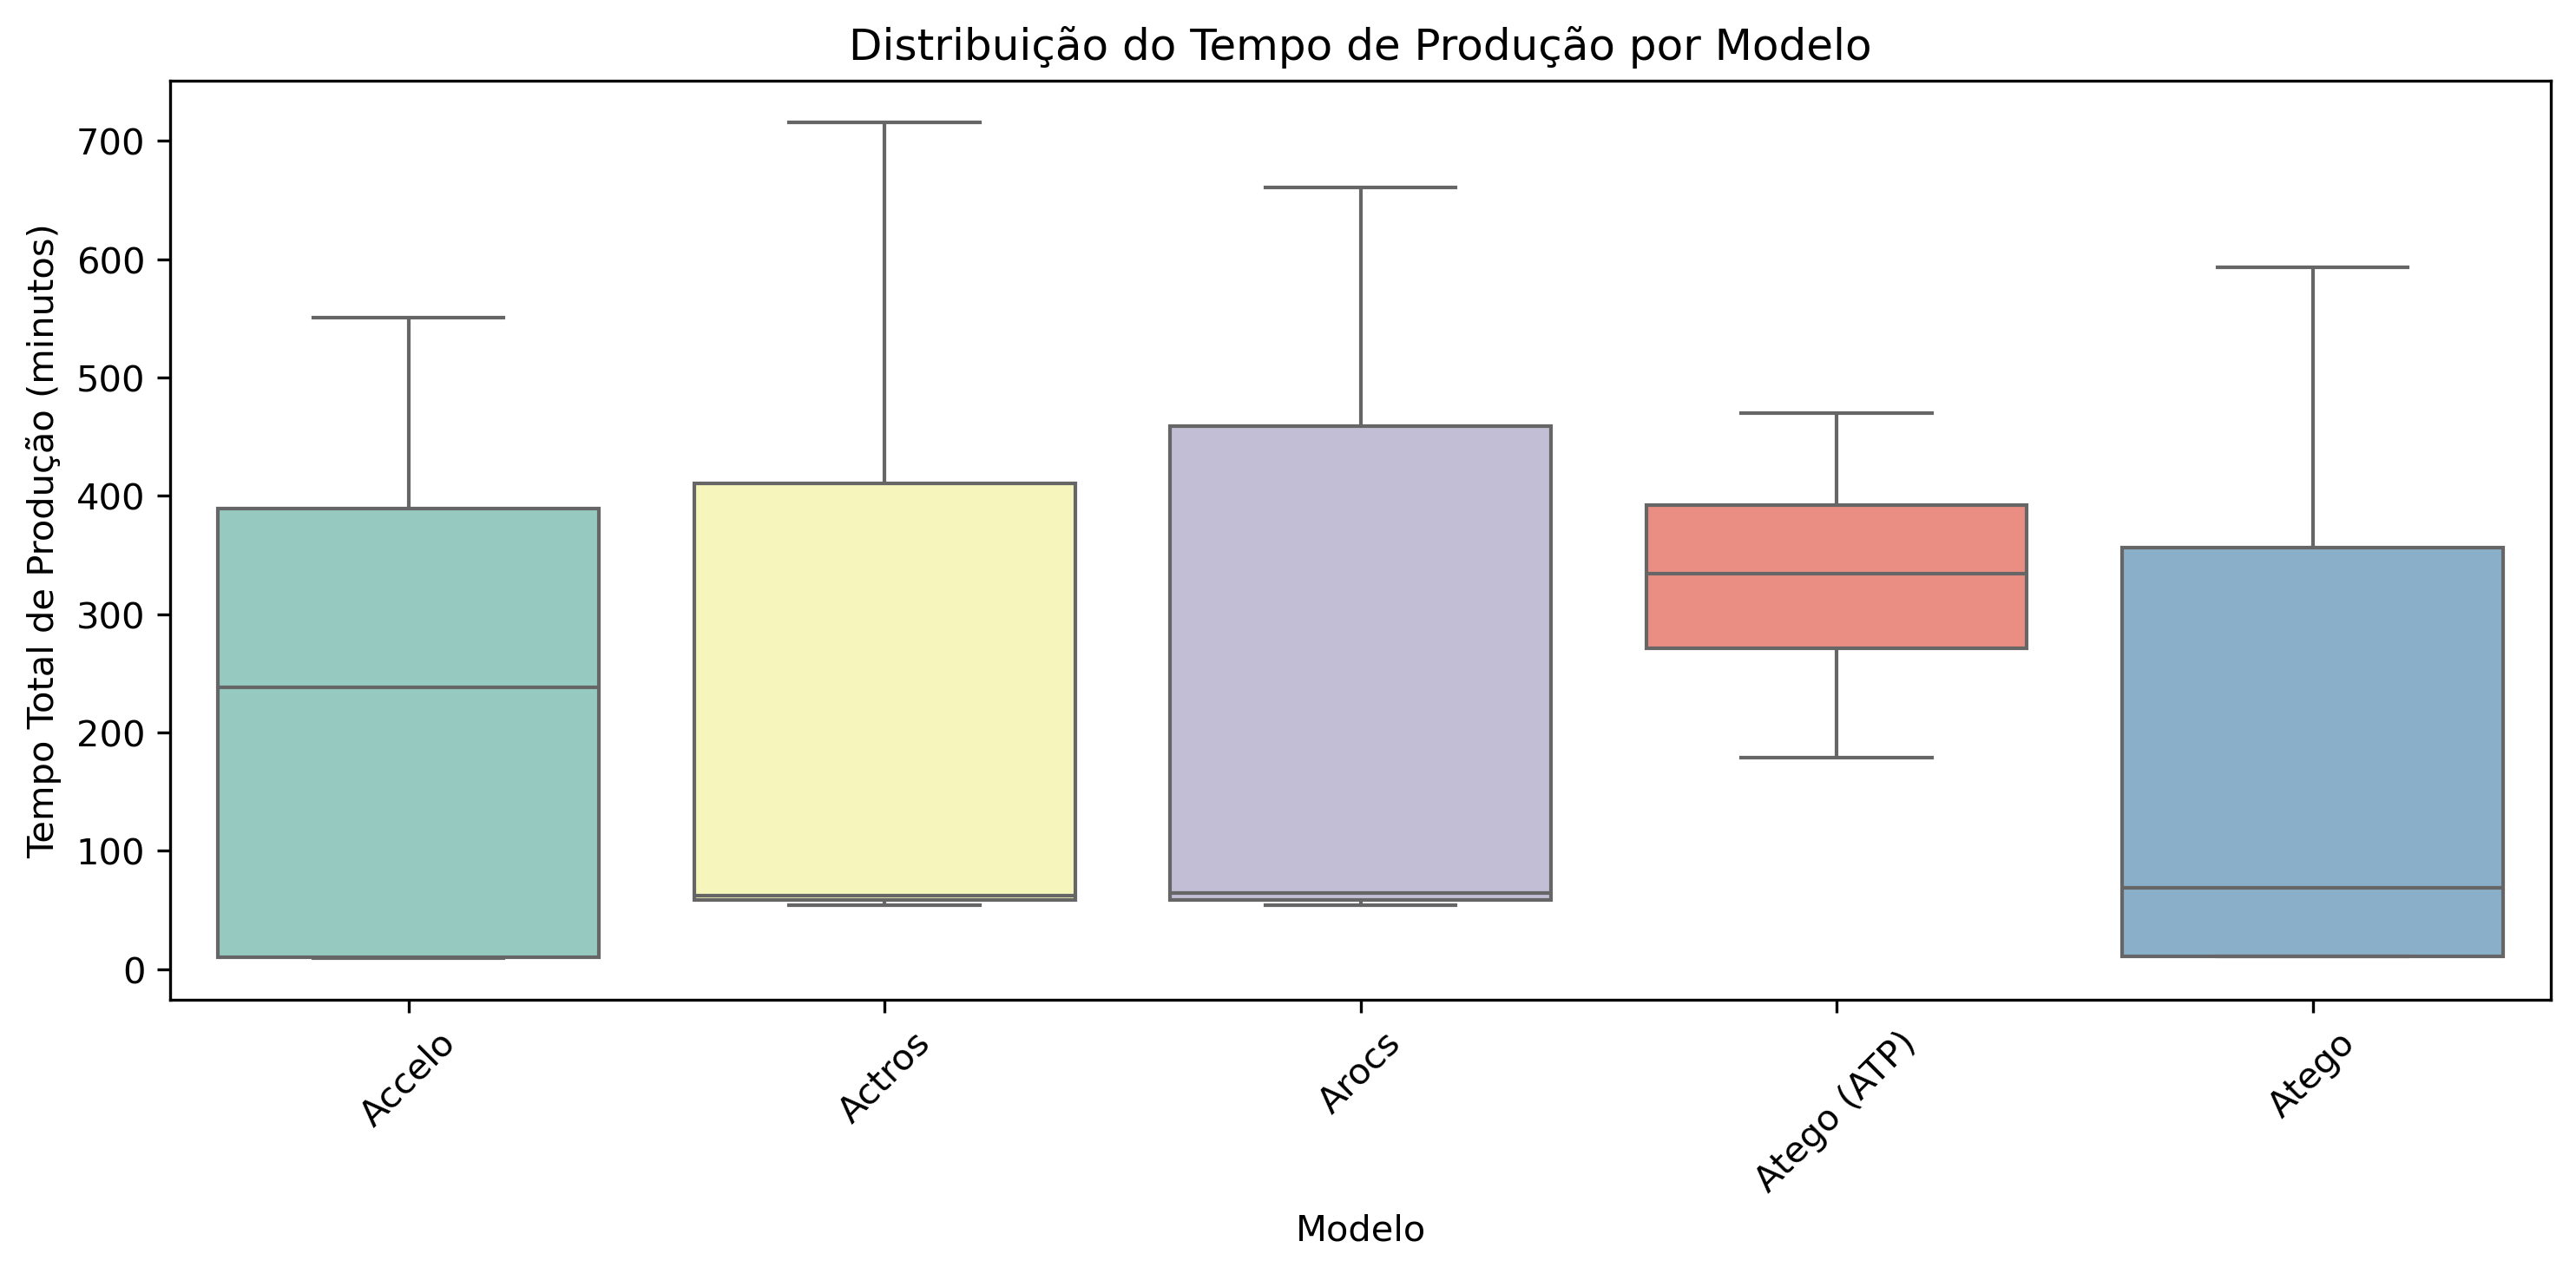 Distribuição do Tempo de Produção por Modelo
Tempo Total de Produção (minutos)
700
600
500
400
300
200
100
0
Accelo
Actros
Arocs
Atego (ATP)
Atego
Modelo